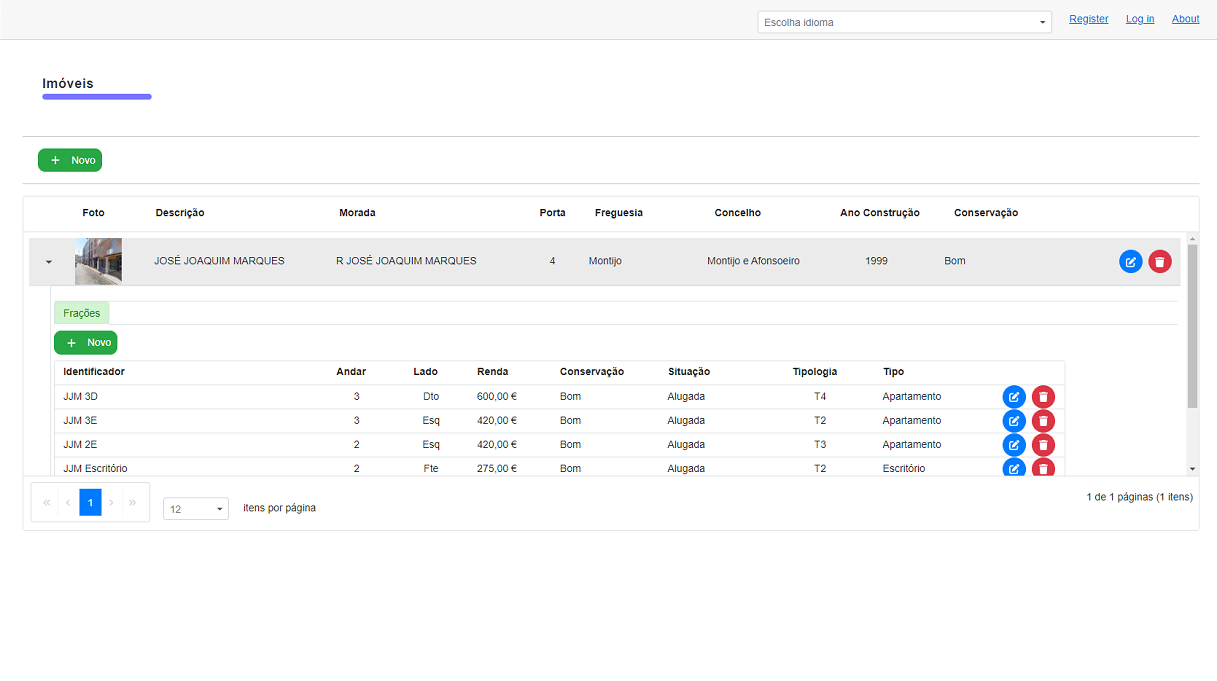 Escolha idioma Register Log in About
Imóveis
+ Novo
Foto Descrição Morada Porta Freguesia Concelho Ano Construção Conservação
JOSÉ JOAQUIM MARQUES R JOSÉ JOAQUIM MARQUES 4 Montijo Montijo e Afonsoeiro 1999 Bom
Frações
+ Novo
Identificador Andar Lado Renda Conservação Situação Tipologia Tipo
JJM 3D 3 Dto 600,00 € Bom Alugada T4 Apartamento
JJM 3E 3 Esq 420,00 € Bom Alugada T2 Apartamento
JJM 2E 2 Esq 420,00 € Bom Alugada T3 Apartamento
JJM Escritório 2 Fte 275,00 € Bom Alugada T2 Escritório
« ‹ 1 › » 12 itens por página 1 de 1 páginas (1 itens)